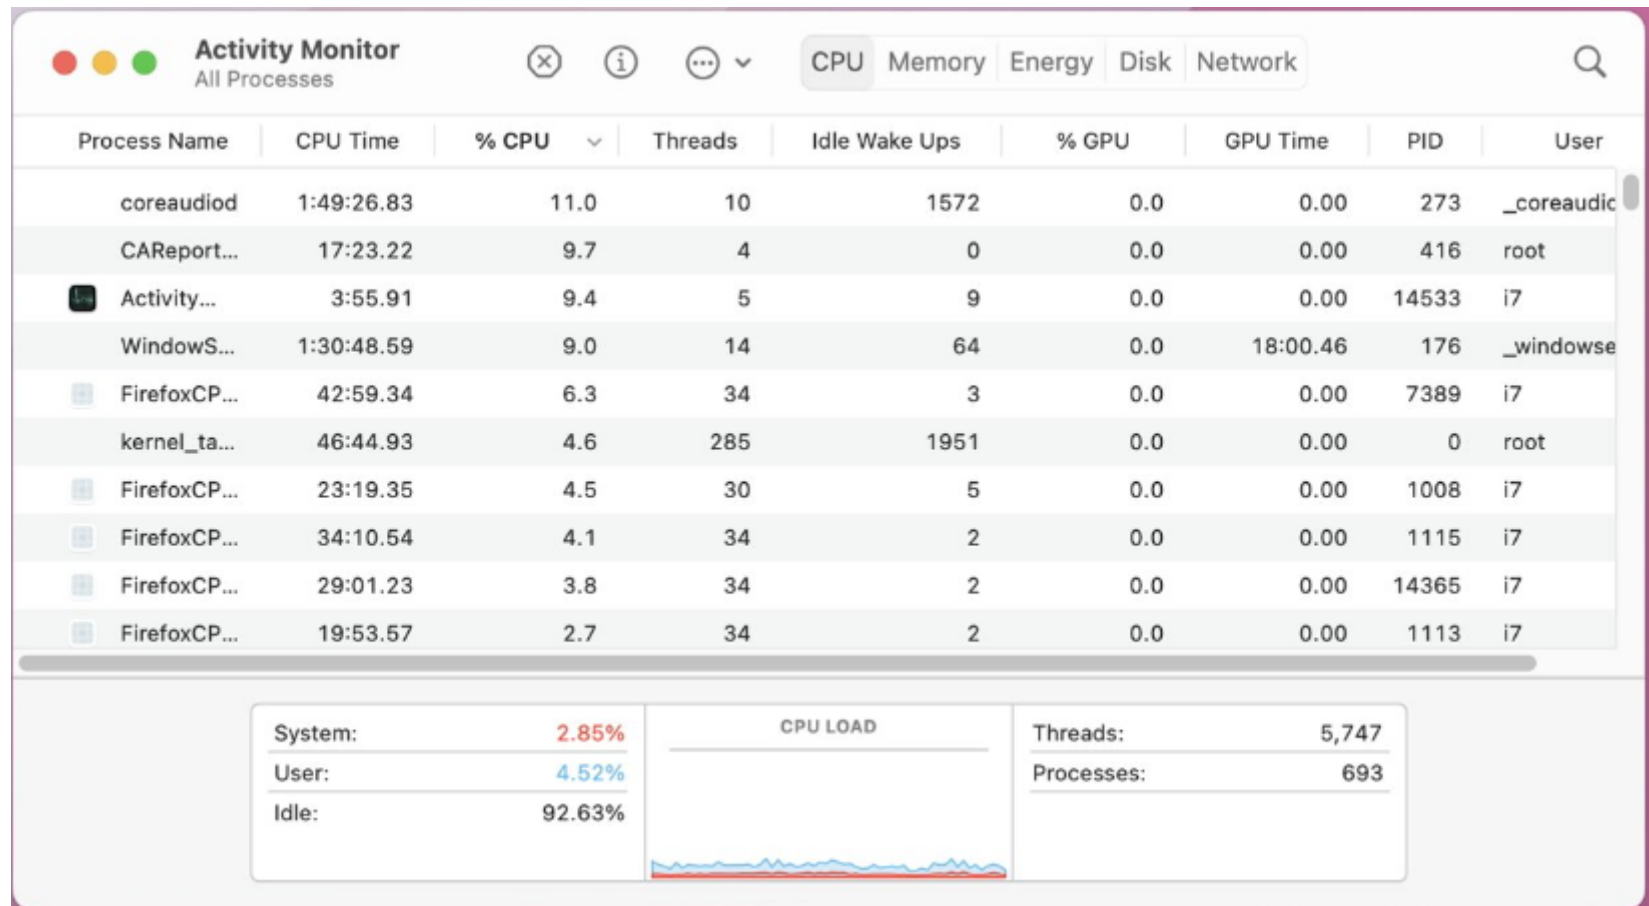 Activity Monitor
All Processes
CPU Memory Energy Disk Network
Process Name CPU Time % CPU Threads Idle Wake Ups % GPU GPU Time PID User
coreaudiod 1:49:26.83 11.0 10 1572 0.0 0.00 273 _coreaudic
CAReport... 17:23.22 9.7 4 0 0.0 0.00 416 root
Activity... 3:55.91 9.4 5 9 0.0 0.00 14533 i7
WindowS... 1:30:48.59 9.0 14 64 0.0 18:00.46 176 _windowse
FirefoxCP... 42:59.34 6.3 34 3 0.0 0.00 7389 i7
kernel_ta... 46:44.93 4.6 285 1951 0.0 0.00 0 root
FirefoxCP... 23:19.35 4.5 30 5 0.0 0.00 1008 i7
FirefoxCP... 34:10.54 4.1 34 2 0.0 0.00 1115 i7
FirefoxCP... 29:01.23 3.8 34 2 0.0 0.00 14365 i7
FirefoxCP... 19:53.57 2.7 34 2 0.0 0.00 1113 i7
System: 2.85% CPU LOAD Threads: 5,747
User: 4.52% Processes: 693
Idle: 92.63%